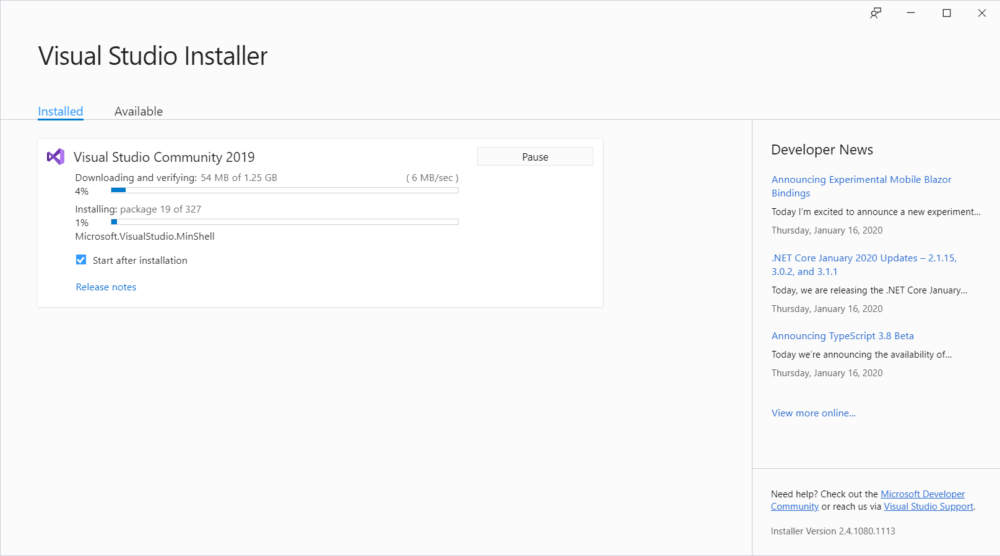 Visual Studio Installer
Installed
Available
Visual Studio Community 2019
Pause
Downloading and verifying: 54 MB of 1.25 GB
( 6 MB/sec )
4%
Installing: package 19 of 327
1%
Microsoft.VisualStudio.MinShell
Start after installation
Release notes
Developer News
Announcing Experimental Mobile Blazor
Bindings
Today I’m excited to announce a new experiment...
Thursday, January 16, 2020
.NET Core January 2020 Updates – 2.1.15,
3.0.2, and 3.1.1
Today, we are releasing the .NET Core January...
Thursday, January 16, 2020
Announcing TypeScript 3.8 Beta
Today we’re announcing the availability of...
Thursday, January 16, 2020
View more online...
Need help? Check out the Microsoft Developer
Community or reach us via Visual Studio Support.
Installer Version 2.4.1080.1113